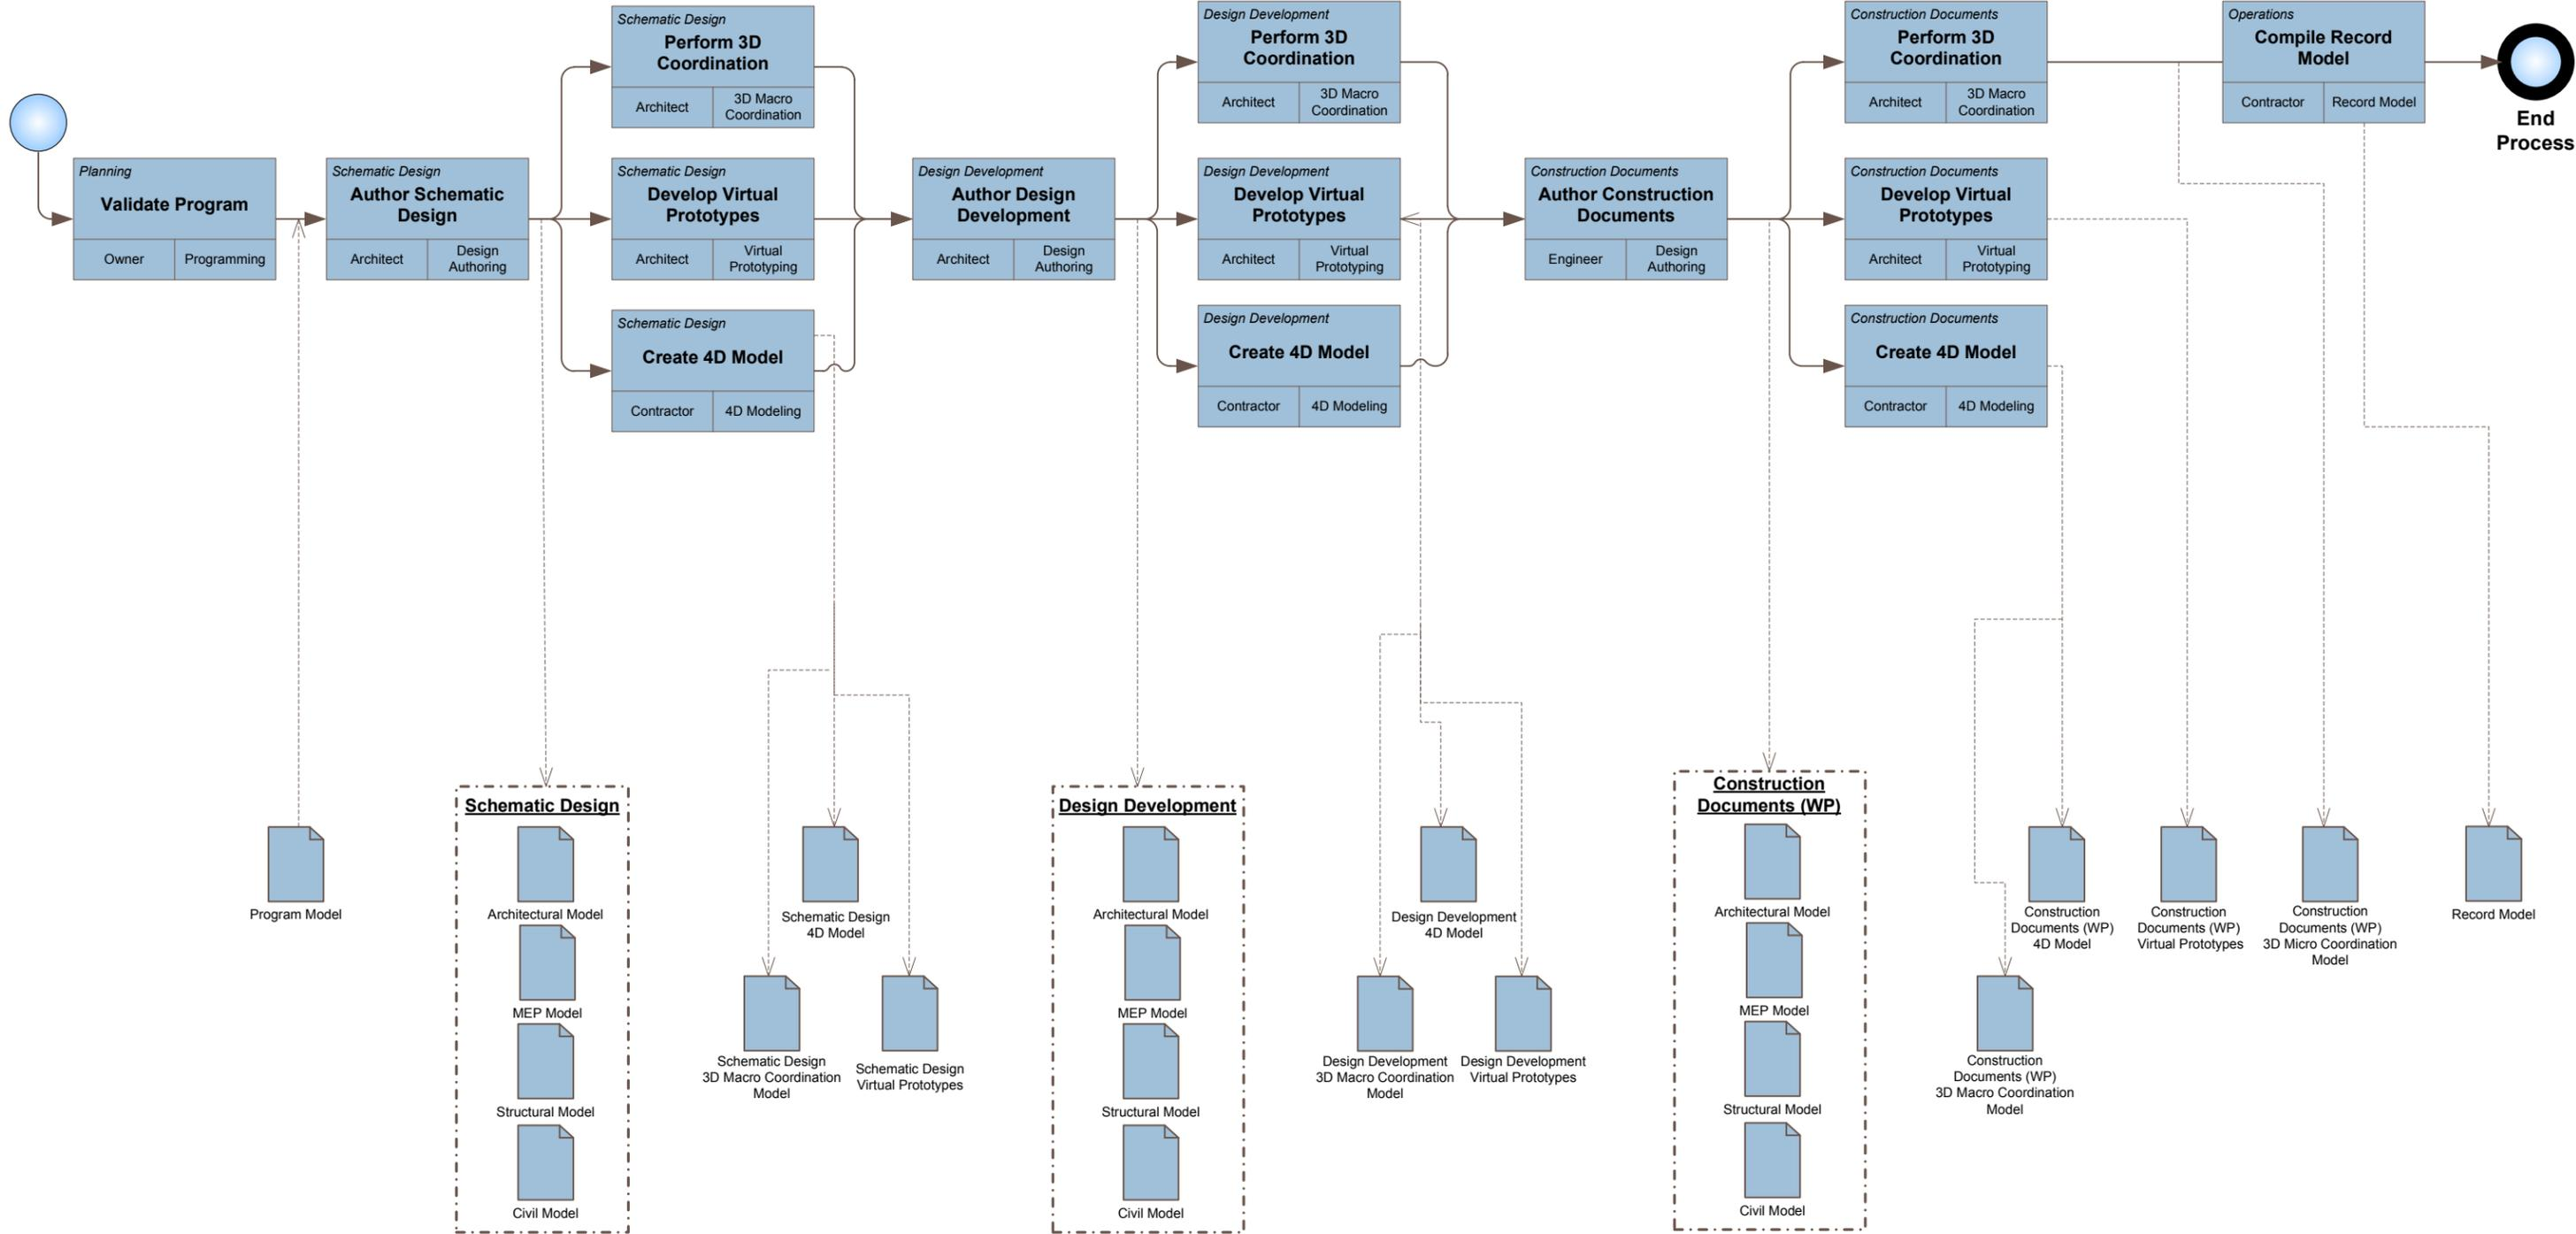 Schematic Design
Perform 3D
Coordination
Architect
3D Macro
Coordination
Design Development
Perform 3D
Coordination
Architect
3D Macro
Coordination
Construction Documents
Perform 3D
Coordination
Architect
3D Macro
Coordination
Operations
Compile Record
Model
Contractor
Record Model
End
Process
Planning
Validate Program
Owner
Programming
Schematic Design
Author Schematic
Design
Architect
Design
Authoring
Schematic Design
Develop Virtual
Prototypes
Architect
Virtual
Prototyping
Design Development
Author Design
Development
Architect
Design
Authoring
Design Development
Develop Virtual
Prototypes
Architect
Virtual
Prototyping
Construction Documents
Author Construction
Documents
Engineer
Design
Authoring
Construction Documents
Develop Virtual
Prototypes
Architect
Virtual
Prototyping
Schematic Design
Create 4D Model
Contractor
4D Modeling
Design Development
Create 4D Model
Contractor
4D Modeling
Construction Documents
Create 4D Model
Contractor
4D Modeling
Program Model
Schematic Design
Architectural Model
MEP Model
Structural Model
Civil Model
Schematic Design
4D Model
Schematic Design
3D Macro Coordination
Model
Schematic Design
Virtual Prototypes
Design Development
Architectural Model
MEP Model
Structural Model
Civil Model
Design Development
4D Model
Design Development
3D Macro Coordination
Model
Design Development
Virtual Prototypes
Construction
Documents (WP)
Architectural Model
MEP Model
Structural Model
Civil Model
Construction
Documents (WP)
4D Model
Construction
Documents (WP)
Virtual Prototypes
Construction
Documents (WP)
3D Micro Coordination
Model
Record Model
Construction
Documents (WP)
3D Macro Coordination
Model